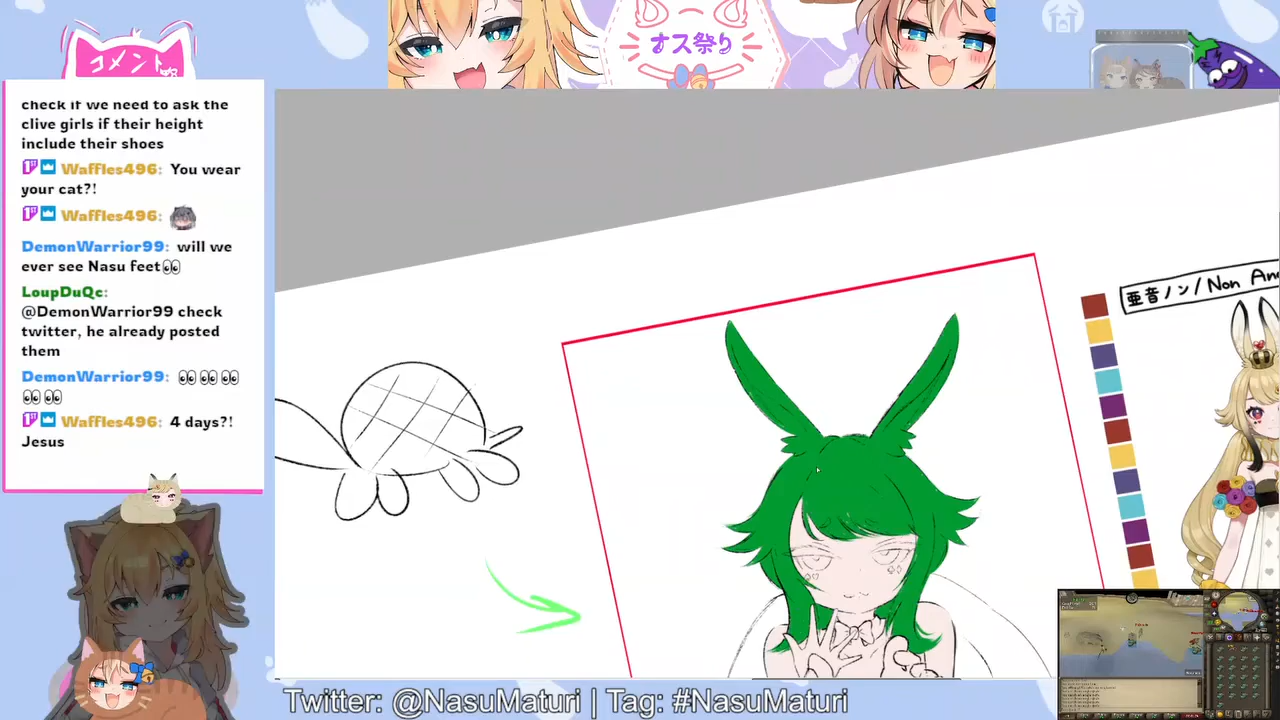 コメント
check if we need to ask the
clive girls if their height
include their shoes
Waffles496: You wear
your cat?!
Waffles496:
DemonWarrior99: will we
ever see Nasu feet👀
LoupDuQc:
@DemonWarrior99 check
twitter, he already posted
them
DemonWarrior99: 👀👀👀
👀👀
Waffles496: 4 days?!
Jesus
ナス祭り
亜音ノン/Non An
Twitter | @NasuMaturi | Tag: #NasuMaturi